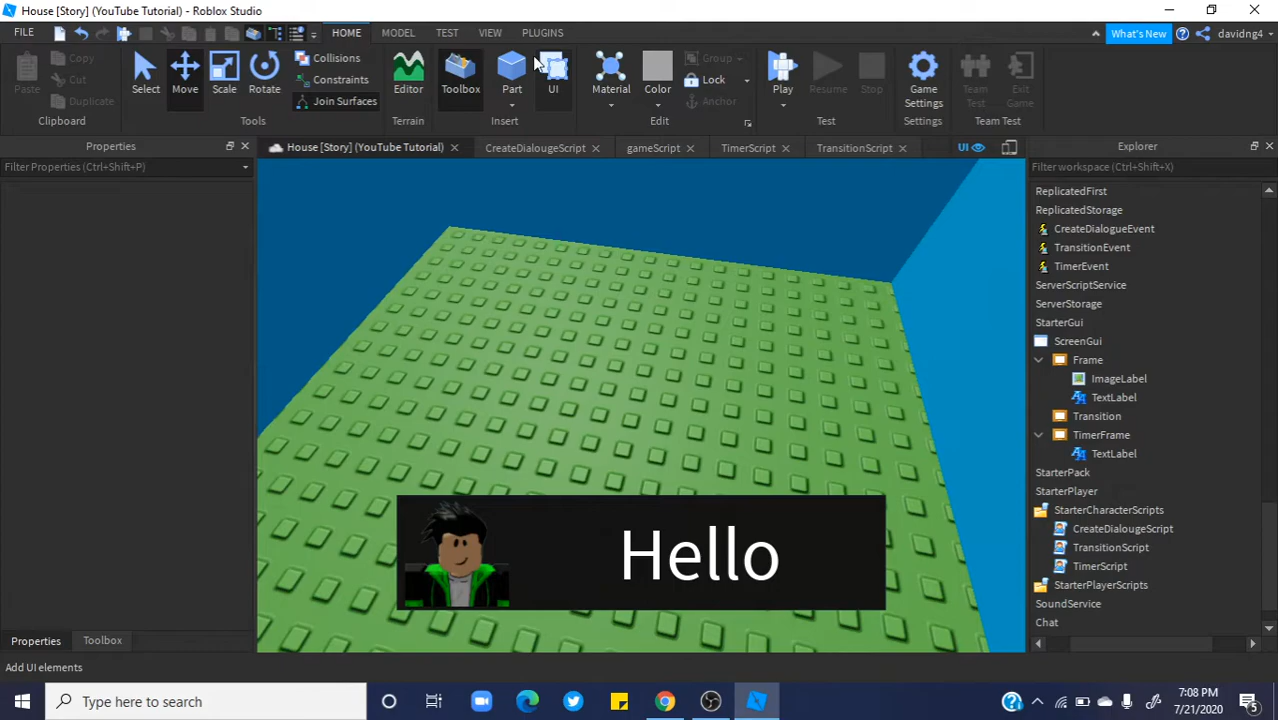 House [Story] (YouTube Tutorial) - Roblox Studio
FILE HOME MODEL TEST VIEW PLUGINS What's New davidng4
Paste Copy Cut Duplicate
Select Move Scale Rotate
Collisions
Constraints
Join Surfaces
Editor Toolbox Part UI Material Color
Group
Lock
Anchor
Play Resume Stop Game Settings Team Test Exit Game
Clipboard Tools Terrain Insert Edit Test Settings Team Test
Properties
Filter Properties (Ctrl+Shift+P)
House [Story] (YouTube Tutorial) CreateDialougeScript gameScript TimerScript TransitionScript UI
Explorer
Filter workspace (Ctrl+Shift+X)
ReplicatedFirst
ReplicatedStorage
CreateDialogueEvent
TransitionEvent
TimerEvent
ServerScriptService
ServerStorage
StarterGui
ScreenGui
Frame
ImageLabel
TextLabel
Transition
TimerFrame
TextLabel
StarterPack
StarterPlayer
StarterCharacterScripts
CreateDialougeScript
TransitionScript
TimerScript
StarterPlayerScripts
SoundService
Chat
Hello
Properties Toolbox
Add UI elements
Type here to search
7:08 PM
7/21/2020
5